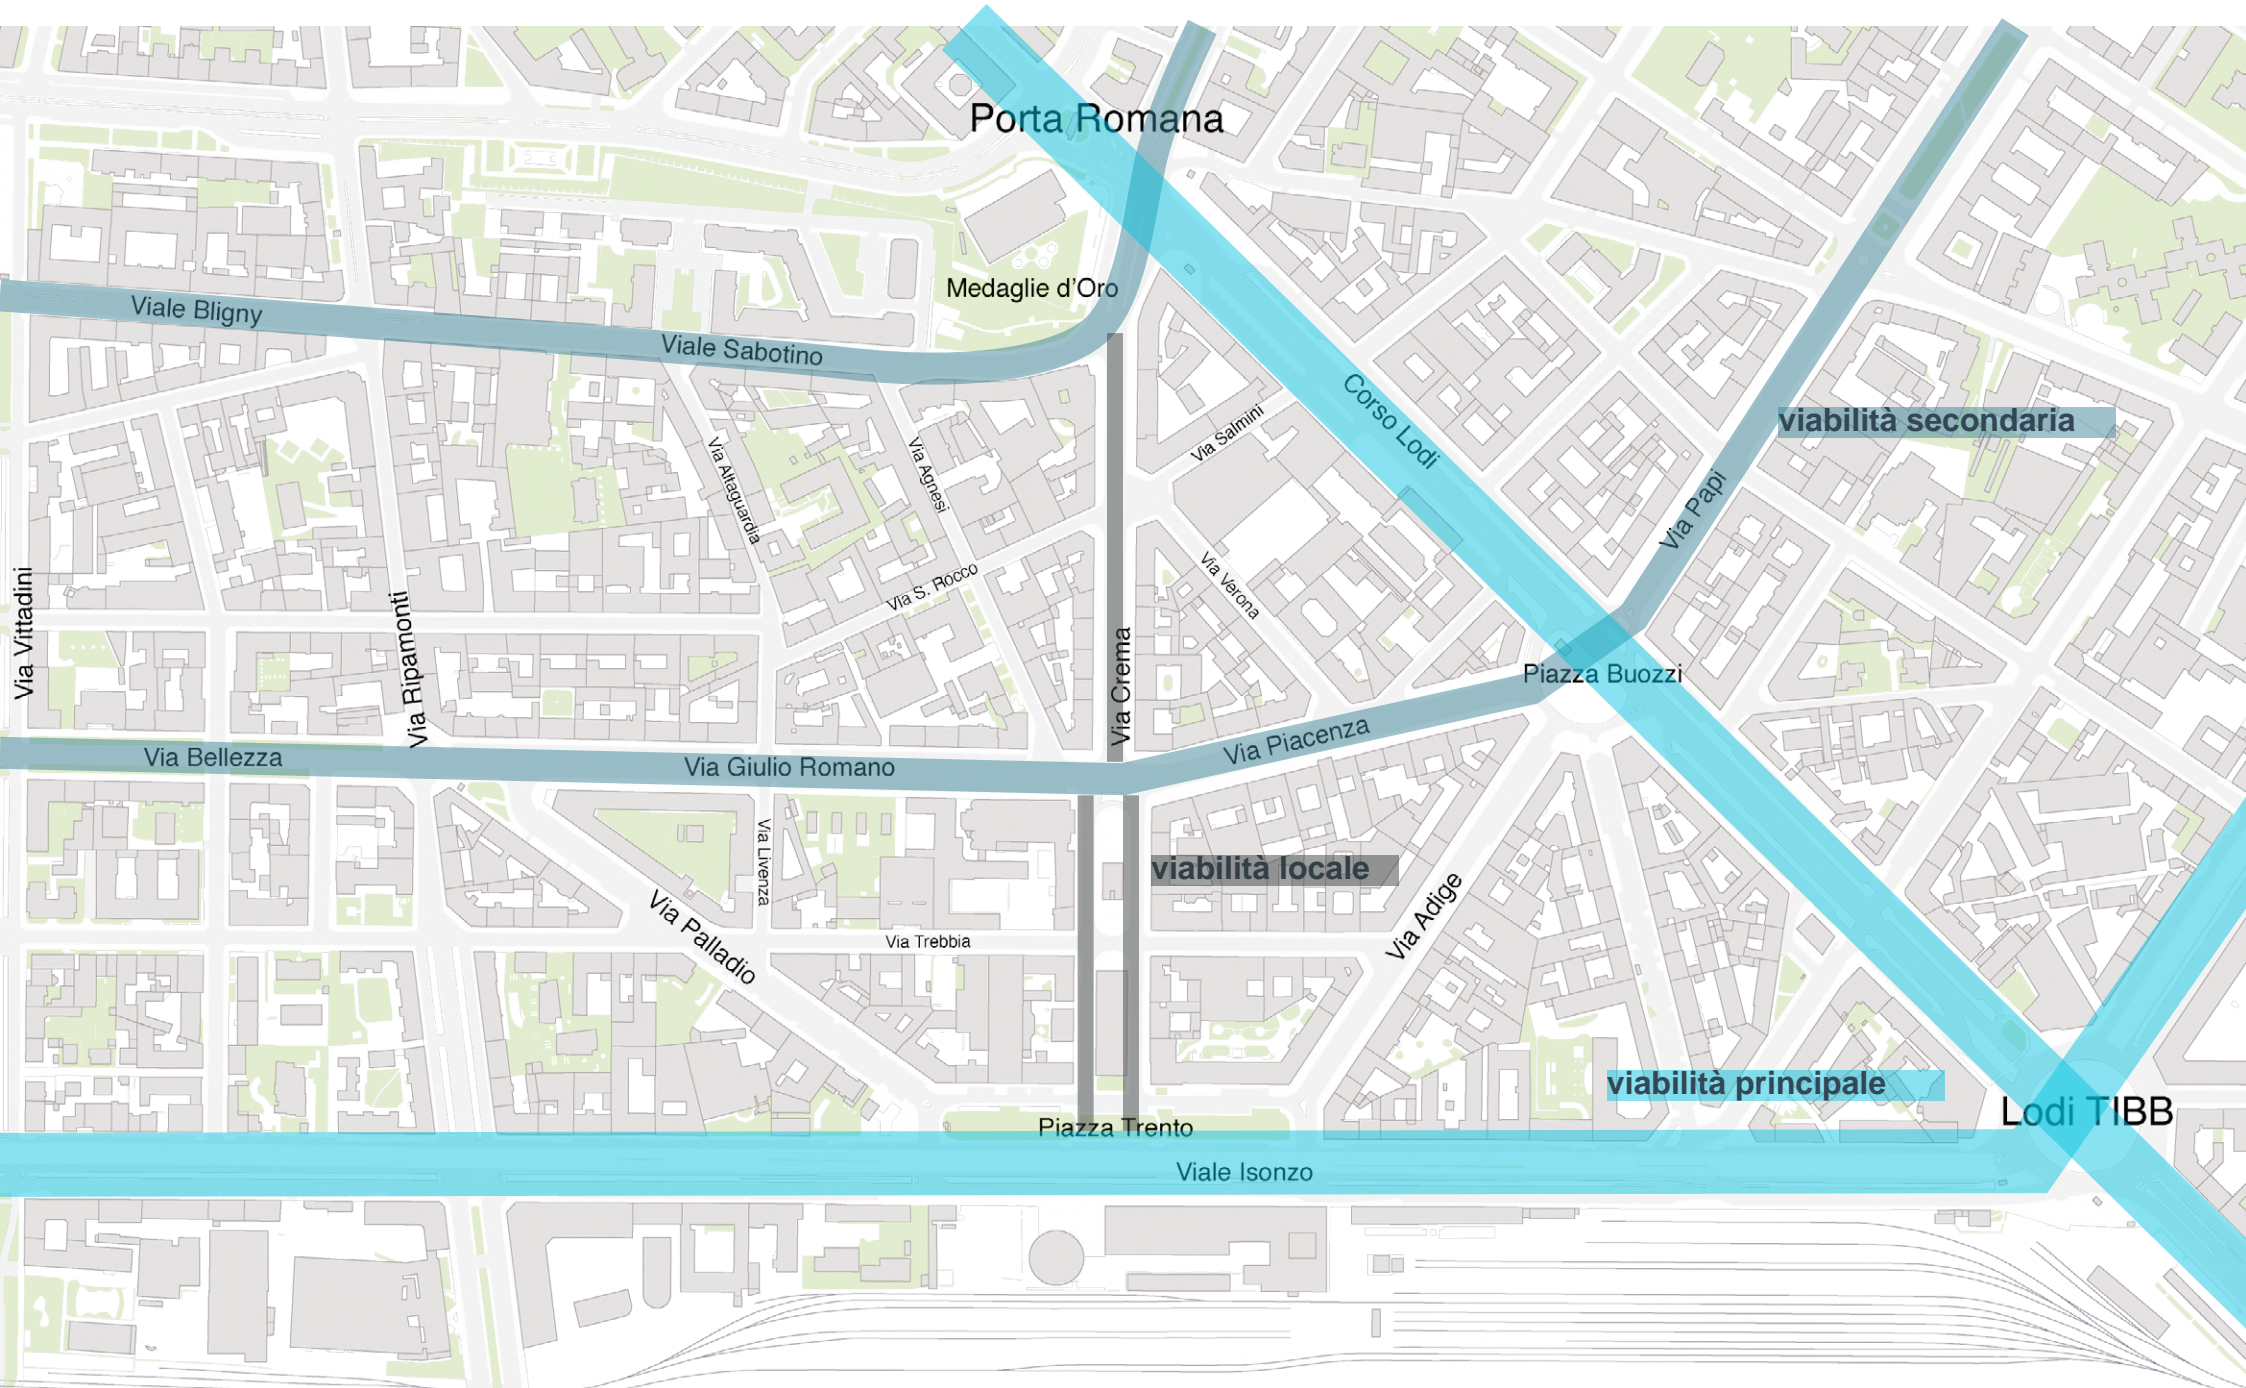 Porta Romana
Medaglie d'Oro
Viale Bligny
Viale Sabotino
Corso Lodi
viabilità secondaria
Via Salmini
Via Altaguardia
Via Agnesi
Via Papi
Via S. Rocco
Via Verona
Via Vittadini
Via Ripamonti
Via Crema
Piazza Buozzi
Via Bellezza
Via Giulio Romano
Via Piacenza
Via Livenza
viabilità locale
Via Palladio
Via Trebbia
Via Adige
viabilità principale
Lodi TIBB
Piazza Trento
Viale Isonzo